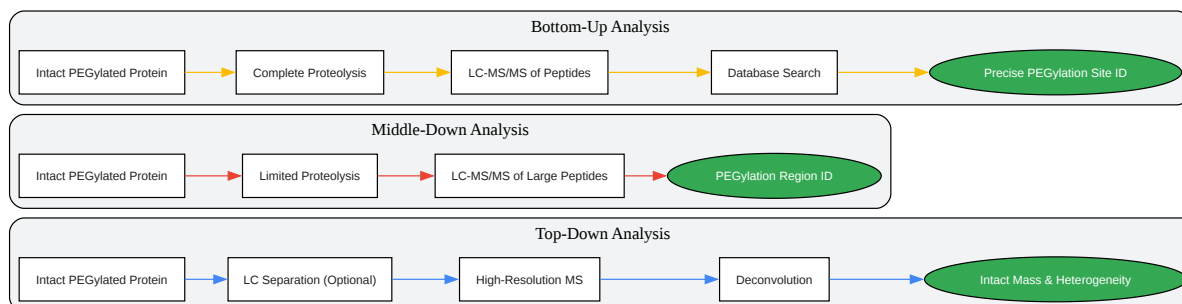 Bottom-Up Analysis
Intact PEGylated Protein
Complete Proteolysis
LC-MS/MS of Peptides
Database Search
Precise PEGylation Site ID
Middle-Down Analysis
Intact PEGylated Protein
Limited Proteolysis
LC-MS/MS of Large Peptides
PEGylation Region ID
Top-Down Analysis
Intact PEGylated Protein
LC Separation (Optional)
High-Resolution MS
Deconvolution
Intact Mass & Heterogeneity